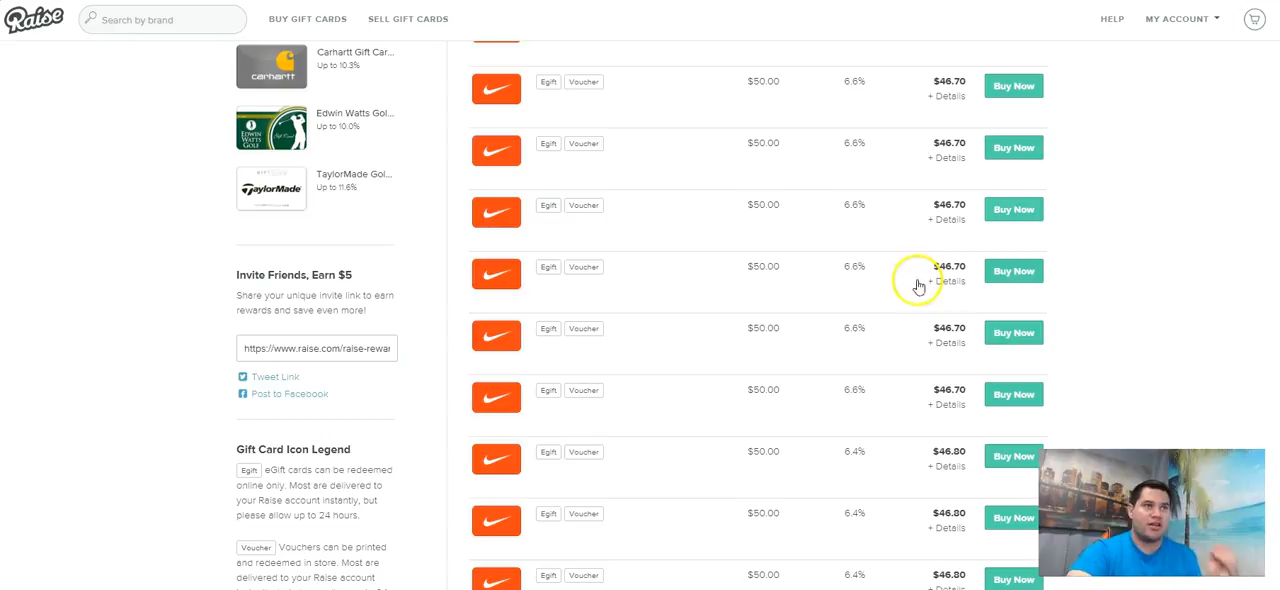 Raise
Search by brand
BUY GIFT CARDS
SELL GIFT CARDS
HELP
MY ACCOUNT
carhartt
Carhartt Gift Car...
Up to 10.3%
EDWIN
WATTS
GOLF
Edwin Watts Gol...
Up to 10.0%
TaylorMade
TaylorMade Gol...
Up to 11.6%
Invite Friends, Earn $5
Share your unique invite link to earn
rewards and save even more!
https://www.raise.com/raise-rewar
Tweet Link
Post to Facebook
Gift Card Icon Legend
Egift eGift cards can be redeemed
online only. Most are delivered to
your Raise account instantly, but
please allow up to 24 hours.
Voucher Vouchers can be printed
and redeemed in store. Most are
delivered to your Raise account
Egift Voucher $50.00 6.6% $46.70 Buy Now
+ Details
Egift Voucher $50.00 6.6% $46.70 Buy Now
+ Details
Egift Voucher $50.00 6.6% $46.70 Buy Now
+ Details
Egift Voucher $50.00 6.6% $46.70 Buy Now
+ Details
Egift Voucher $50.00 6.6% $46.70 Buy Now
+ Details
Egift Voucher $50.00 6.6% $46.70 Buy Now
+ Details
Egift Voucher $50.00 6.4% $46.80 Buy Now
+ Details
Egift Voucher $50.00 6.4% $46.80 Buy Now
+ Details
Egift Voucher $50.00 6.4% $46.80 Buy Now
+ Details